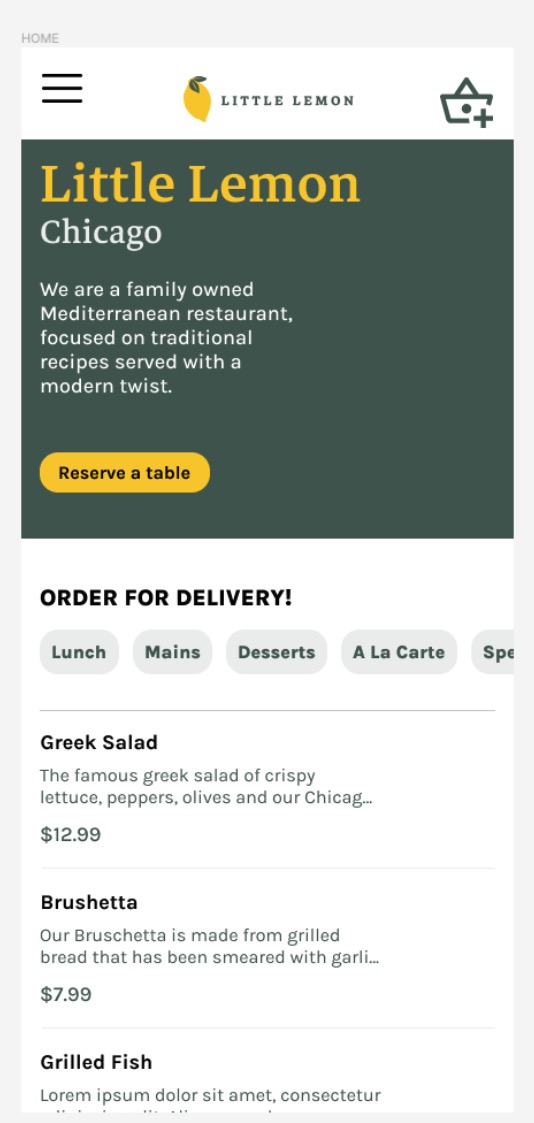 HOME
LITTLE LEMON
Little Lemon
Chicago
We are a family owned
Mediterranean restaurant,
focused on traditional
recipes served with a
modern twist.
Reserve a table
ORDER FOR DELIVERY!
Lunch Mains Desserts A La Carte Spe
Greek Salad
The famous greek salad of crispy
lettuce, peppers, olives and our Chicag...
$12.99
Brushetta
Our Bruschetta is made from grilled
bread that has been smeared with garli...
$7.99
Grilled Fish
Lorem ipsum dolor sit amet, consectetur